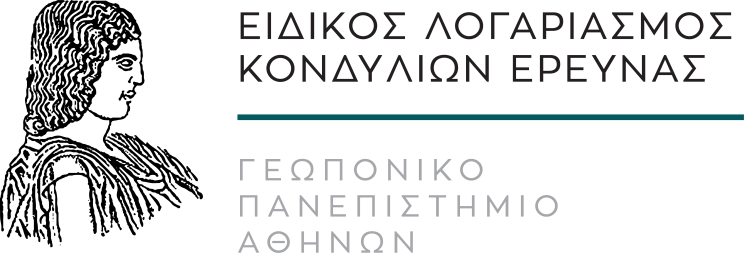 ΕΙΔΙΚΟΣ ΛΟΓΑΡΙΑΣΜΟΣ
ΚΟΝΔΥΛΙΩΝ ΕΡΕΥΝΑΣ
ΓΕΩΠΟΝΙΚΟ
ΠΑΝΕΠΙΣΤΗΜΙΟ
ΑΘΗΝΩΝ